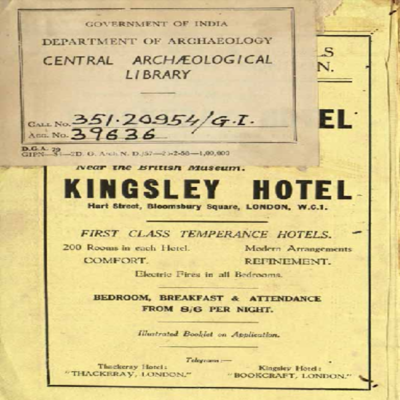 GOVERNMENT OF INDIA
DEPARTMENT OF ARCHAEOLOGY
CENTRAL ARCHÆOLOGICAL
LIBRARY
CALL No. 351.20954/G.I.
ACC. No. 39636
D.G.A. 79
LS
N.
EL
Near the British Museum.
KINGSLEY HOTEL
Hart Street, Bloomsbury Square, LONDON, W.C.1.
FIRST CLASS TEMPERANCE HOTELS.
200 Rooms in each Hotel. Modern Arrangements
COMFORT. REFINEMENT.
Electric Fires in all Bedrooms.
BEDROOM, BREAKFAST & ATTENDANCE
FROM 8/6 PER NIGHT.
Illustrated Booklet on Application.
Telegrams:—
Thackeray Hotel: Kingsley Hotel:
"THACKERAY, LONDON." "BOOKCRAFT, LONDON."